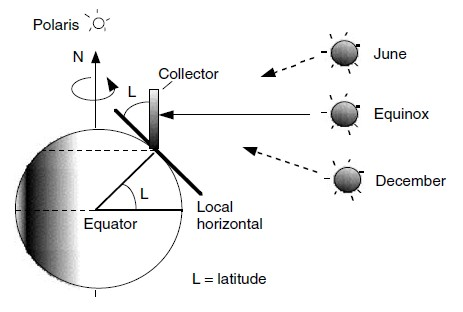 Polaris
N
June
Collector
L
Equinox
L
December
Equator
Local
horizontal
L = latitude